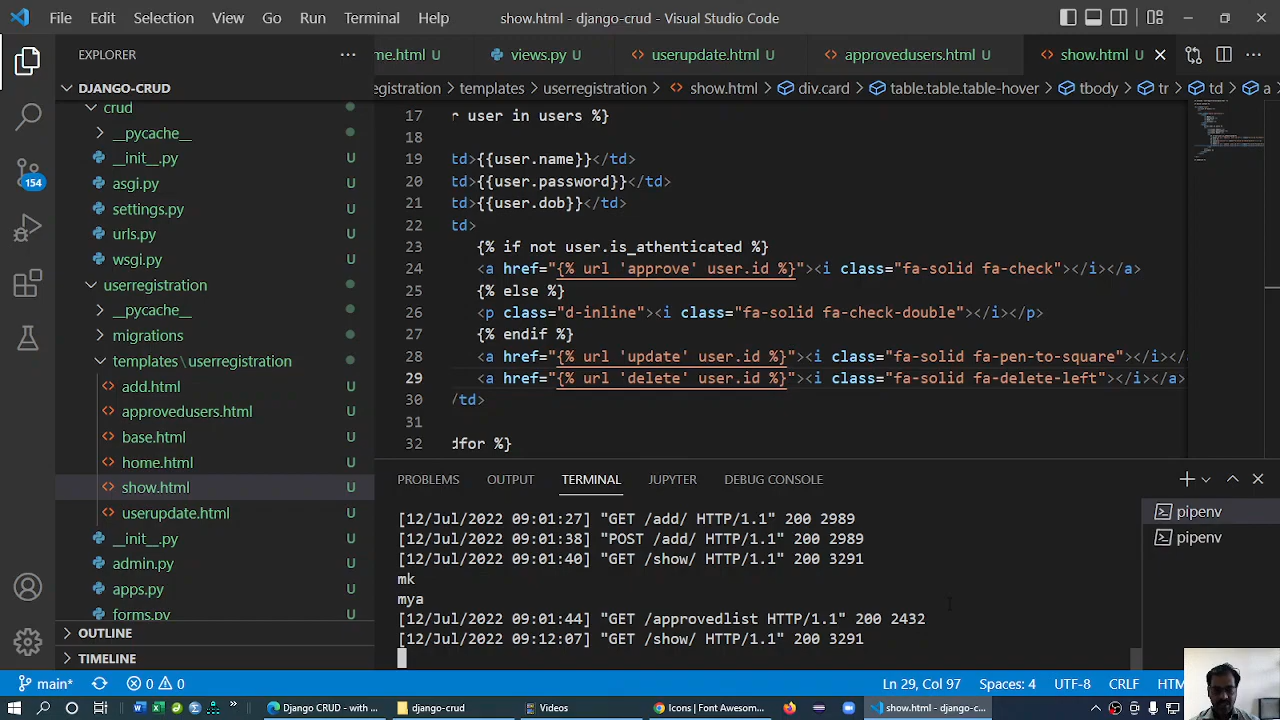 File Edit Selection View Go Run Terminal Help show.html - django-crud - Visual Studio Code
EXPLORER
me.html U views.py U userupdate.html U approvedusers.html U show.html U
DJANGO-CRUD
egistration templates userregistration show.html div.card table.table.table-hover tbody tr td a
crud
__pycache__
__init__.py U
asgi.py U
settings.py U
urls.py U
wsgi.py U
userregistration
__pycache__
migrations
templates\userregistration
add.html U
approvedusers.html U
base.html U
home.html U
show.html U
userupdate.html U
__init__.py U
admin.py U
apps.py U
forms.py U
OUTLINE
TIMELINE
154
17 r user in users %}
18
19 td>{{user.name}}</td>
20 td>{{user.password}}</td>
21 td>{{user.dob}}</td>
22 td>
23 {% if not user.is_athenticated %}
24 <a href="{% url 'approve' user.id %}"><i class="fa-solid fa-check"></i></a>
25 {% else %}
26 <p class="d-inline"><i class="fa-solid fa-check-double"></i></p>
27 {% endif %}
28 <a href="{% url 'update' user.id %}"><i class="fa-solid fa-pen-to-square"></i></a
29 <a href="{% url 'delete' user.id %}"><i class="fa-solid fa-delete-left"></i></a>
30 /td>
31
32 dfor %}
PROBLEMS OUTPUT TERMINAL JUPYTER DEBUG CONSOLE
[12/Jul/2022 09:01:27] "GET /add/ HTTP/1.1" 200 2989
[12/Jul/2022 09:01:38] "POST /add/ HTTP/1.1" 200 2989
[12/Jul/2022 09:01:40] "GET /show/ HTTP/1.1" 200 3291
mk
mya
[12/Jul/2022 09:01:44] "GET /approvedlist HTTP/1.1" 200 2432
[12/Jul/2022 09:12:07] "GET /show/ HTTP/1.1" 200 3291
pipenv
pipenv
main* 0 0 Ln 29, Col 97 Spaces: 4 UTF-8 CRLF HTM
Django CRUD - with ... django-crud Videos Icons | Font Awesom... show.html - django-c...